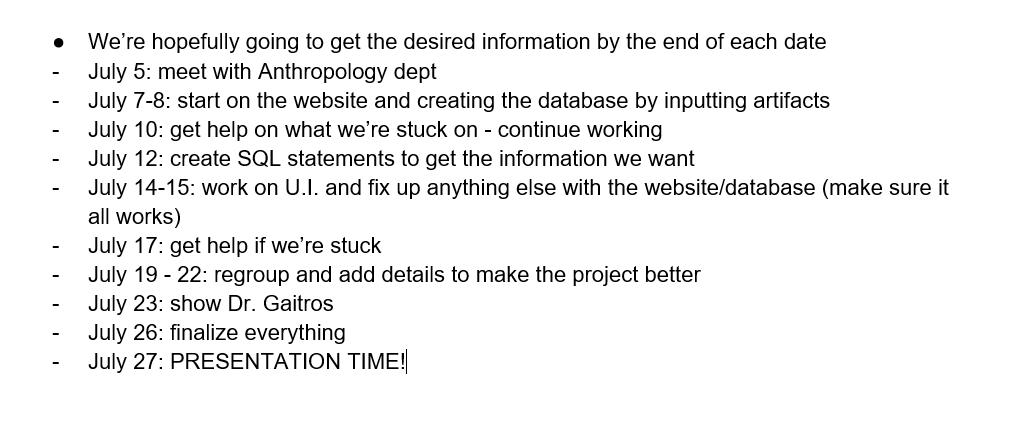 ● We’re hopefully going to get the desired information by the end of each date
- July 5: meet with Anthropology dept
- July 7-8: start on the website and creating the database by inputting artifacts
- July 10: get help on what we’re stuck on - continue working
- July 12: create SQL statements to get the information we want
- July 14-15: work on U.I. and fix up anything else with the website/database (make sure it
all works)
- July 17: get help if we’re stuck
- July 19 - 22: regroup and add details to make the project better
- July 23: show Dr. Gaitros
- July 26: finalize everything
- July 27: PRESENTATION TIME!